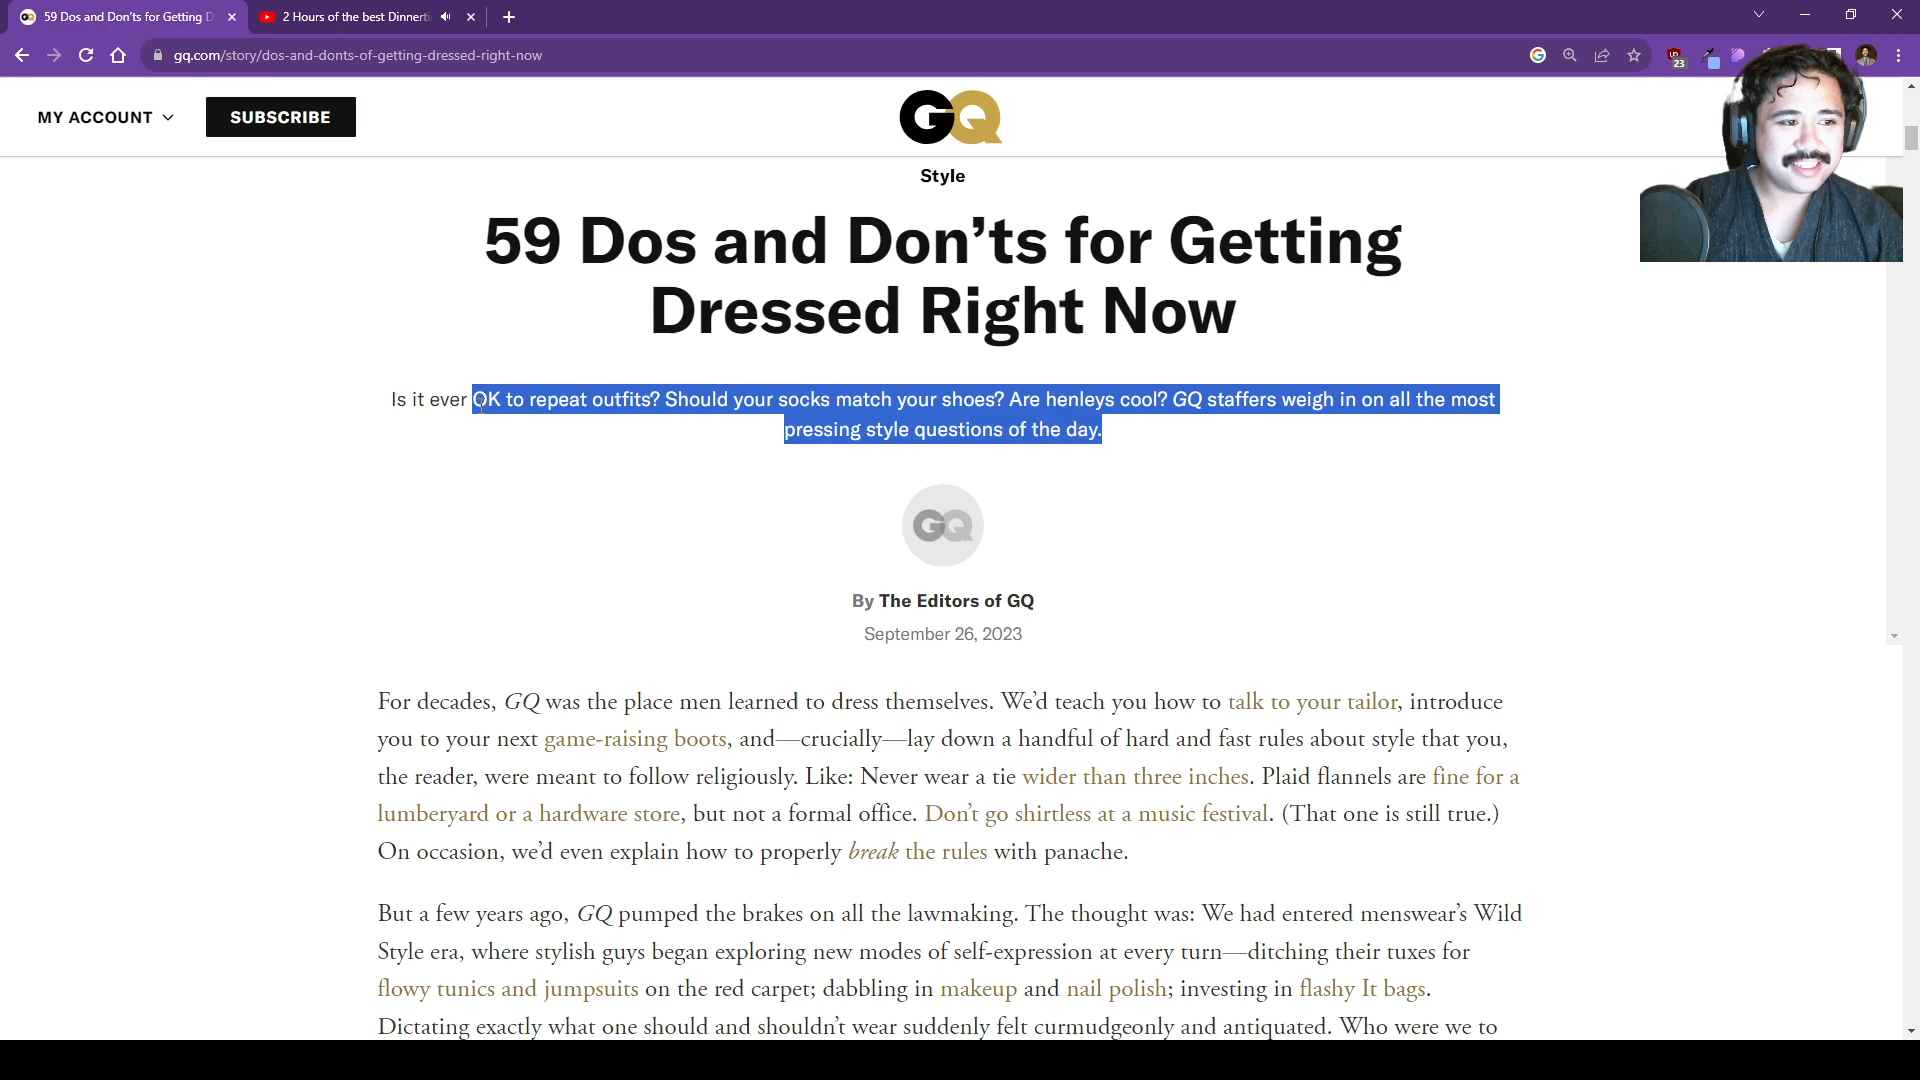 59 Dos and Don'ts for Getting D
2 Hours of the best Dinnerti
gq.com/story/dos-and-donts-of-getting-dressed-right-now
23
MY ACCOUNT
SUBSCRIBE
GQ
Style
59 Dos and Don’ts for Getting
Dressed Right Now
Is it ever OK to repeat outfits? Should your socks match your shoes? Are henleys cool? GQ staffers weigh in on all the most
pressing style questions of the day.
GQ
By The Editors of GQ
September 26, 2023
For decades, GQ was the place men learned to dress themselves. We’d teach you how to talk to your tailor, introduce
you to your next game-raising boots, and—crucially—lay down a handful of hard and fast rules about style that you,
the reader, were meant to follow religiously. Like: Never wear a tie wider than three inches. Plaid flannels are fine for a
lumberyard or a hardware store, but not a formal office. Don’t go shirtless at a music festival. (That one is still true.)
On occasion, we’d even explain how to properly break the rules with panache.
But a few years ago, GQ pumped the brakes on all the lawmaking. The thought was: We had entered menswear’s Wild
Style era, where stylish guys began exploring new modes of self-expression at every turn—ditching their tuxes for
flowy tunics and jumpsuits on the red carpet; dabbling in makeup and nail polish; investing in flashy It bags.
Dictating exactly what one should and shouldn’t wear suddenly felt curmudgeonly and antiquated. Who were we to